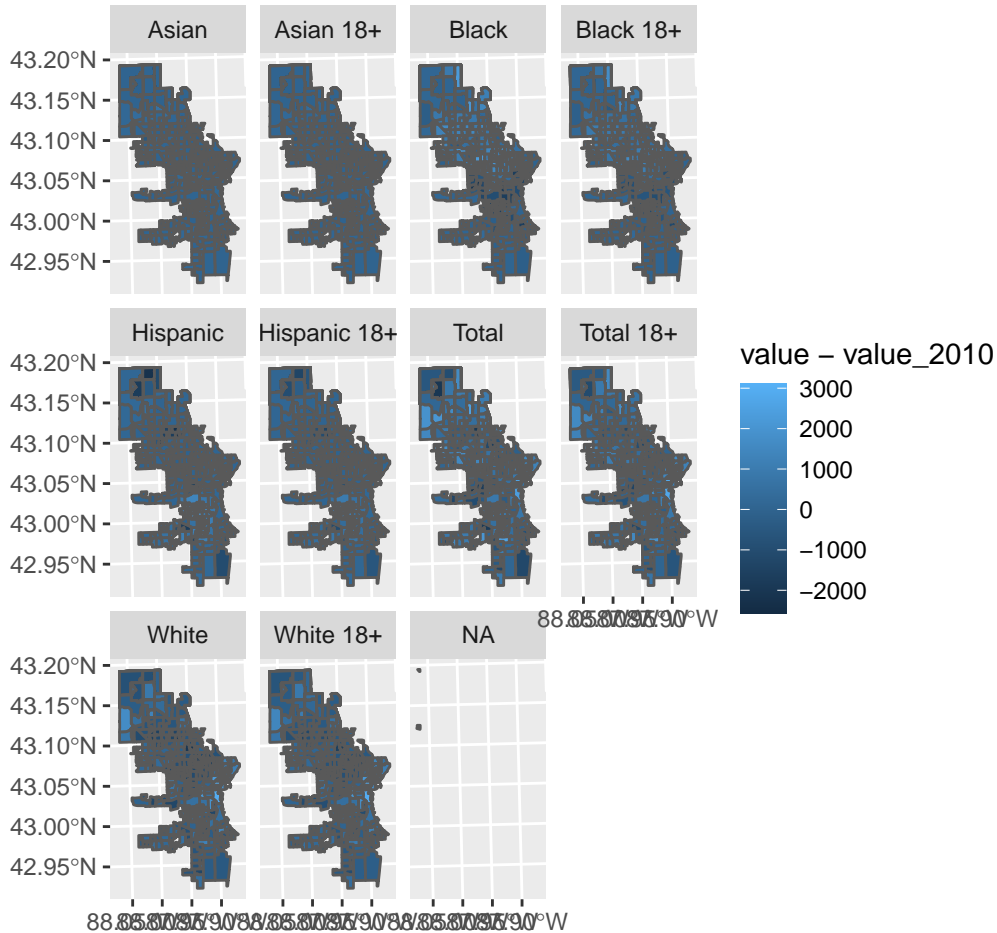 Asian Asian 18+ Black Black 18+
43.20°N
43.15°N
43.10°N
43.05°N
43.00°N
42.95°N
Hispanic Hispanic 18+ Total Total 18+
43.20°N
43.15°N
43.10°N
43.05°N
43.00°N
42.95°N
value − value_2010
3000
2000
1000
0
−1000
−2000
White White 18+ NA
43.20°N
43.15°N
43.10°N
43.05°N
43.00°N
42.95°N